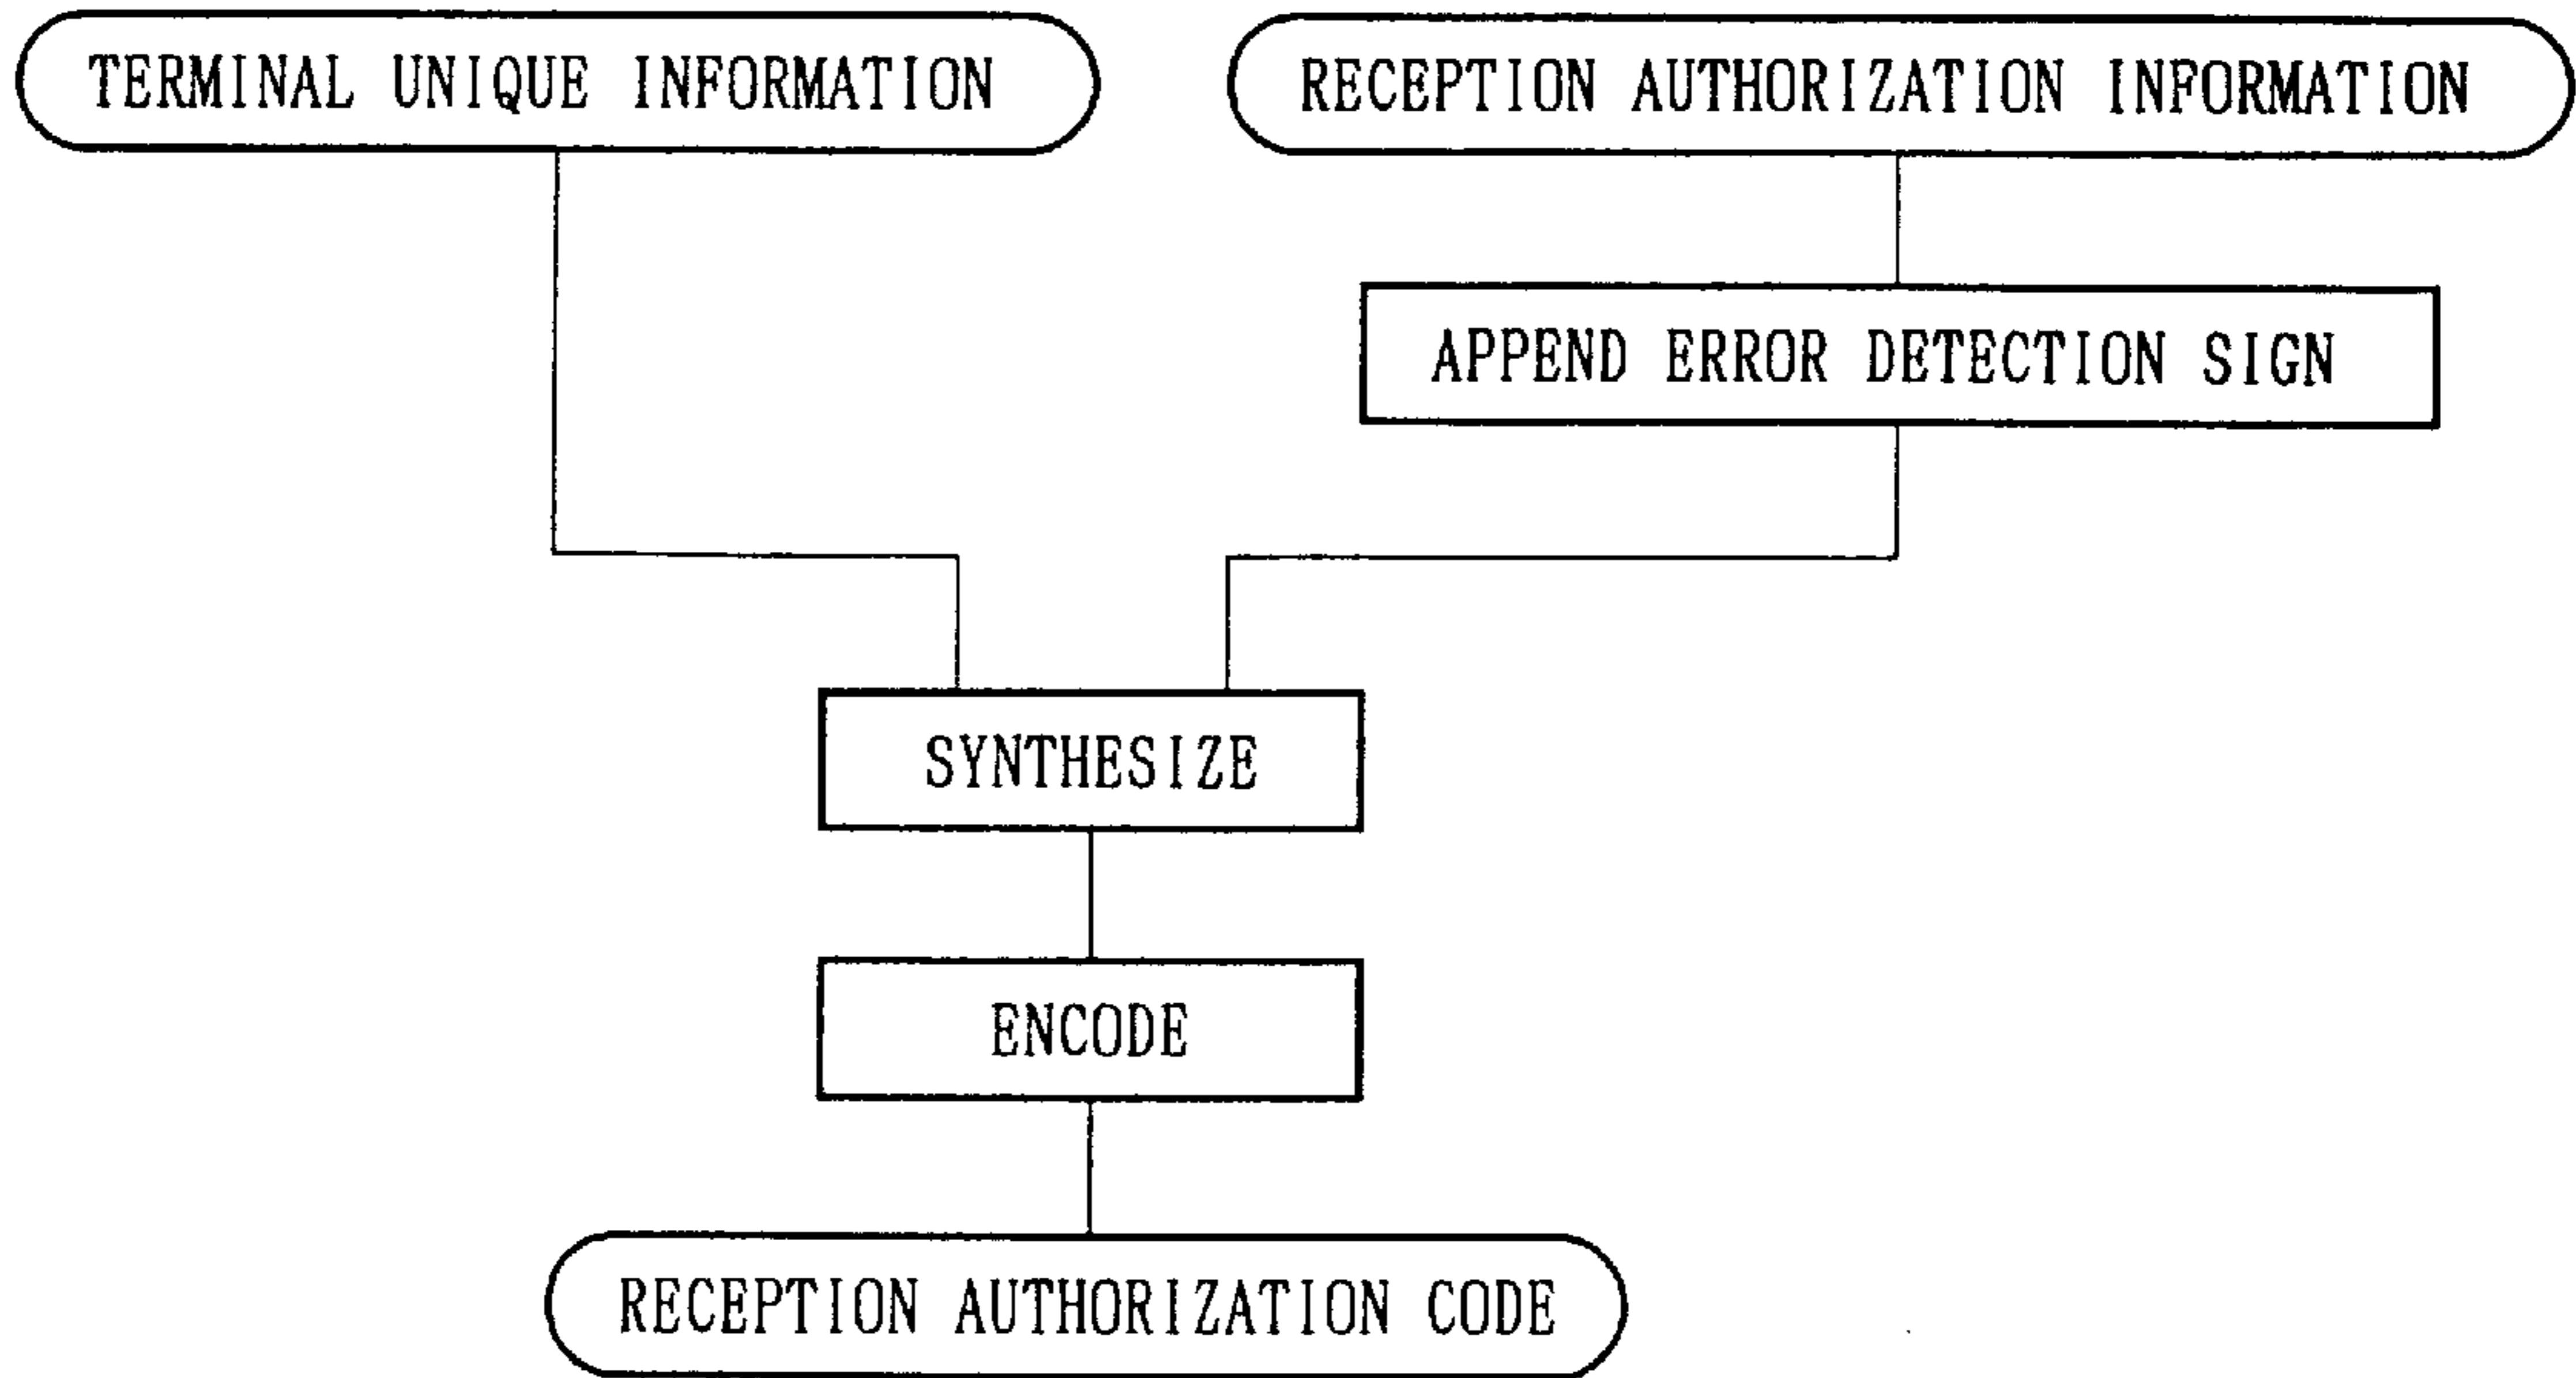 TERMINAL UNIQUE INFORMATION
RECEPTION AUTHORIZATION INFORMATION
APPEND ERROR DETECTION SIGN
SYNTHESIZE
ENCODE
RECEPTION AUTHORIZATION CODE